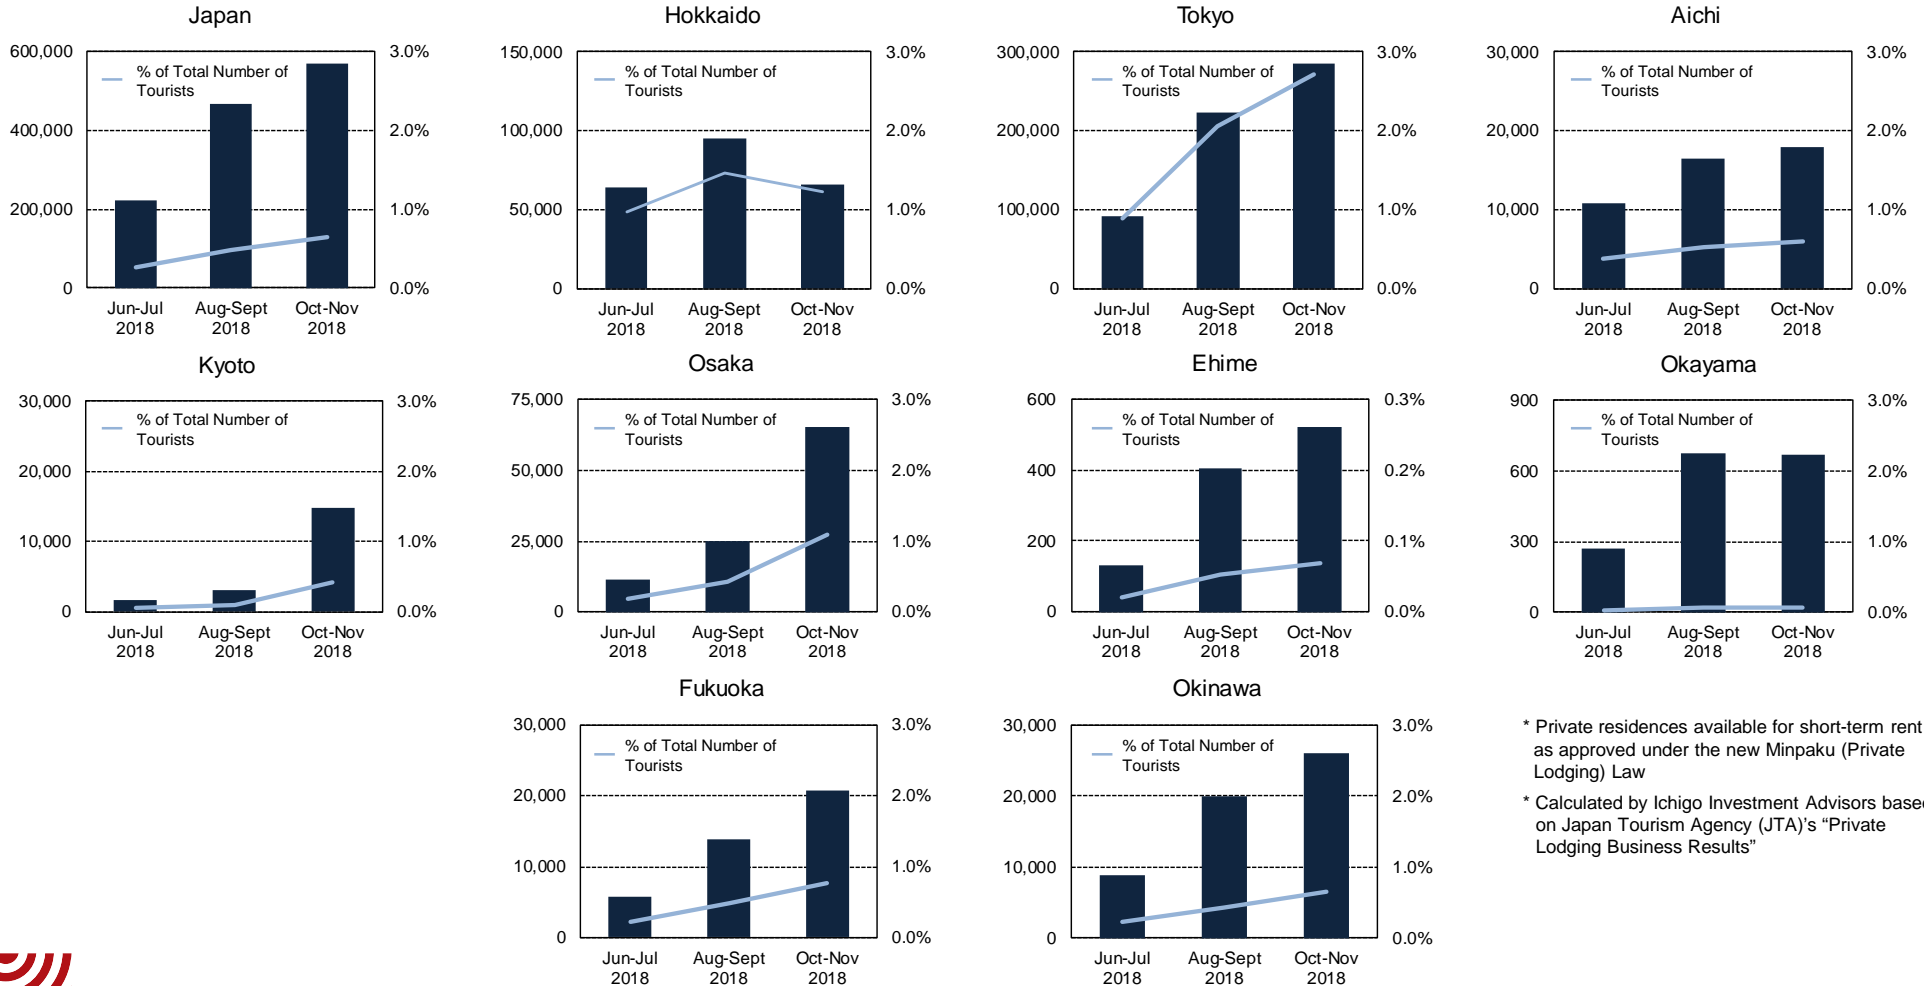 Japan
600,000
400,000
200,000
0
3.0%
2.0%
1.0%
0.0%
% of Total Number of
Tourists
Jun-Jul
2018
Aug-Sept
2018
Oct-Nov
2018
Hokkaido
150,000
100,000
50,000
0
3.0%
2.0%
1.0%
0.0%
% of Total Number of
Tourists
Jun-Jul
2018
Aug-Sept
2018
Oct-Nov
2018
Tokyo
300,000
200,000
100,000
0
3.0%
2.0%
1.0%
0.0%
% of Total Number of
Tourists
Jun-Jul
2018
Aug-Sept
2018
Oct-Nov
2018
Aichi
30,000
20,000
10,000
0
3.0%
2.0%
1.0%
0.0%
% of Total Number of
Tourists
Jun-Jul
2018
Aug-Sept
2018
Oct-Nov
2018
Kyoto
30,000
20,000
10,000
0
3.0%
2.0%
1.0%
0.0%
% of Total Number of
Tourists
Jun-Jul
2018
Aug-Sept
2018
Oct-Nov
2018
Osaka
75,000
50,000
25,000
0
3.0%
2.0%
1.0%
0.0%
% of Total Number of
Tourists
Jun-Jul
2018
Aug-Sept
2018
Oct-Nov
2018
Ehime
600
400
200
0
0.3%
0.2%
0.1%
0.0%
% of Total Number of
Tourists
Jun-Jul
2018
Aug-Sept
2018
Oct-Nov
2018
Okayama
900
600
300
0
3.0%
2.0%
1.0%
0.0%
% of Total Number of
Tourists
Jun-Jul
2018
Aug-Sept
2018
Oct-Nov
2018
Fukuoka
30,000
20,000
10,000
0
3.0%
2.0%
1.0%
0.0%
% of Total Number of
Tourists
Jun-Jul
2018
Aug-Sept
2018
Oct-Nov
2018
Okinawa
30,000
20,000
10,000
0
3.0%
2.0%
1.0%
0.0%
% of Total Number of
Tourists
Jun-Jul
2018
Aug-Sept
2018
Oct-Nov
2018
* Private residences available for short-term rent
as approved under the new Minpaku (Private
Lodging) Law
* Calculated by Ichigo Investment Advisors based
on Japan Tourism Agency (JTA)'s “Private
Lodging Business Results”